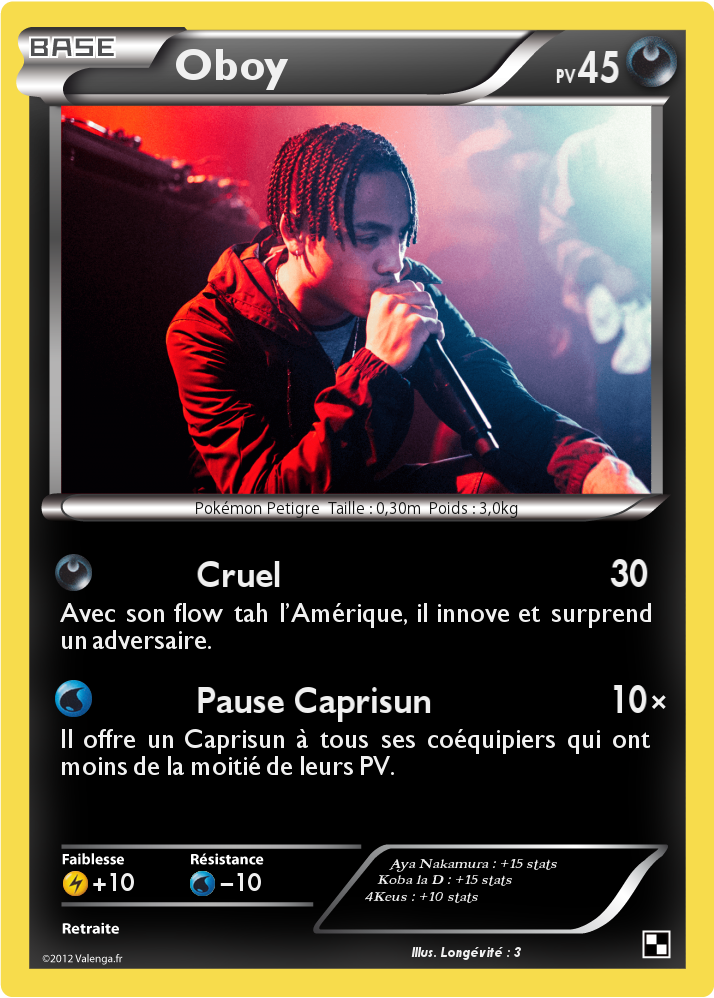 BASE
Oboy
PV 45
Pokémon Petigre Taille : 0,30m Poids : 3,0kg
Cruel 30
Avec son flow tah l'Amérique, il innove et surprend
un adversaire.
Pause Caprisun 10×
Il offre un Caprisun à tous ses coéquipiers qui ont
moins de la moitié de leurs PV.
Faiblesse Résistance
+10 −10
Aya Nakamura : +15 stats
Koba la D : +15 stats
4Keus : +10 stats
Retraite
Illus. Longévité : 3
©2012 Valenga.fr